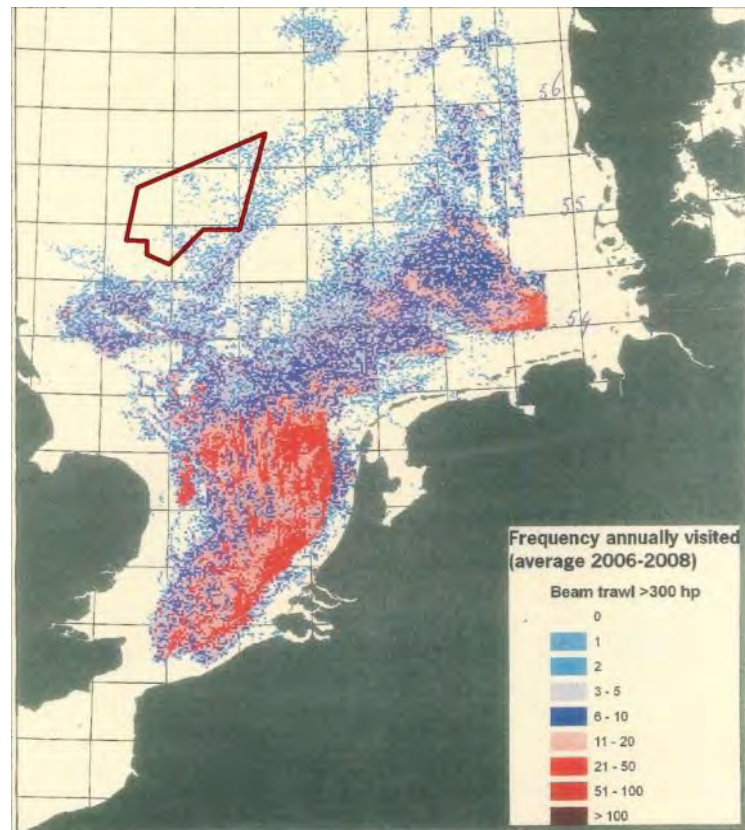 56
55
54
Frequency annually visited
(average 2006-2008)
Beam trawl >300 hp
0
1
2
3 - 5
6 - 10
11 - 20
21 - 50
51 - 100
> 100